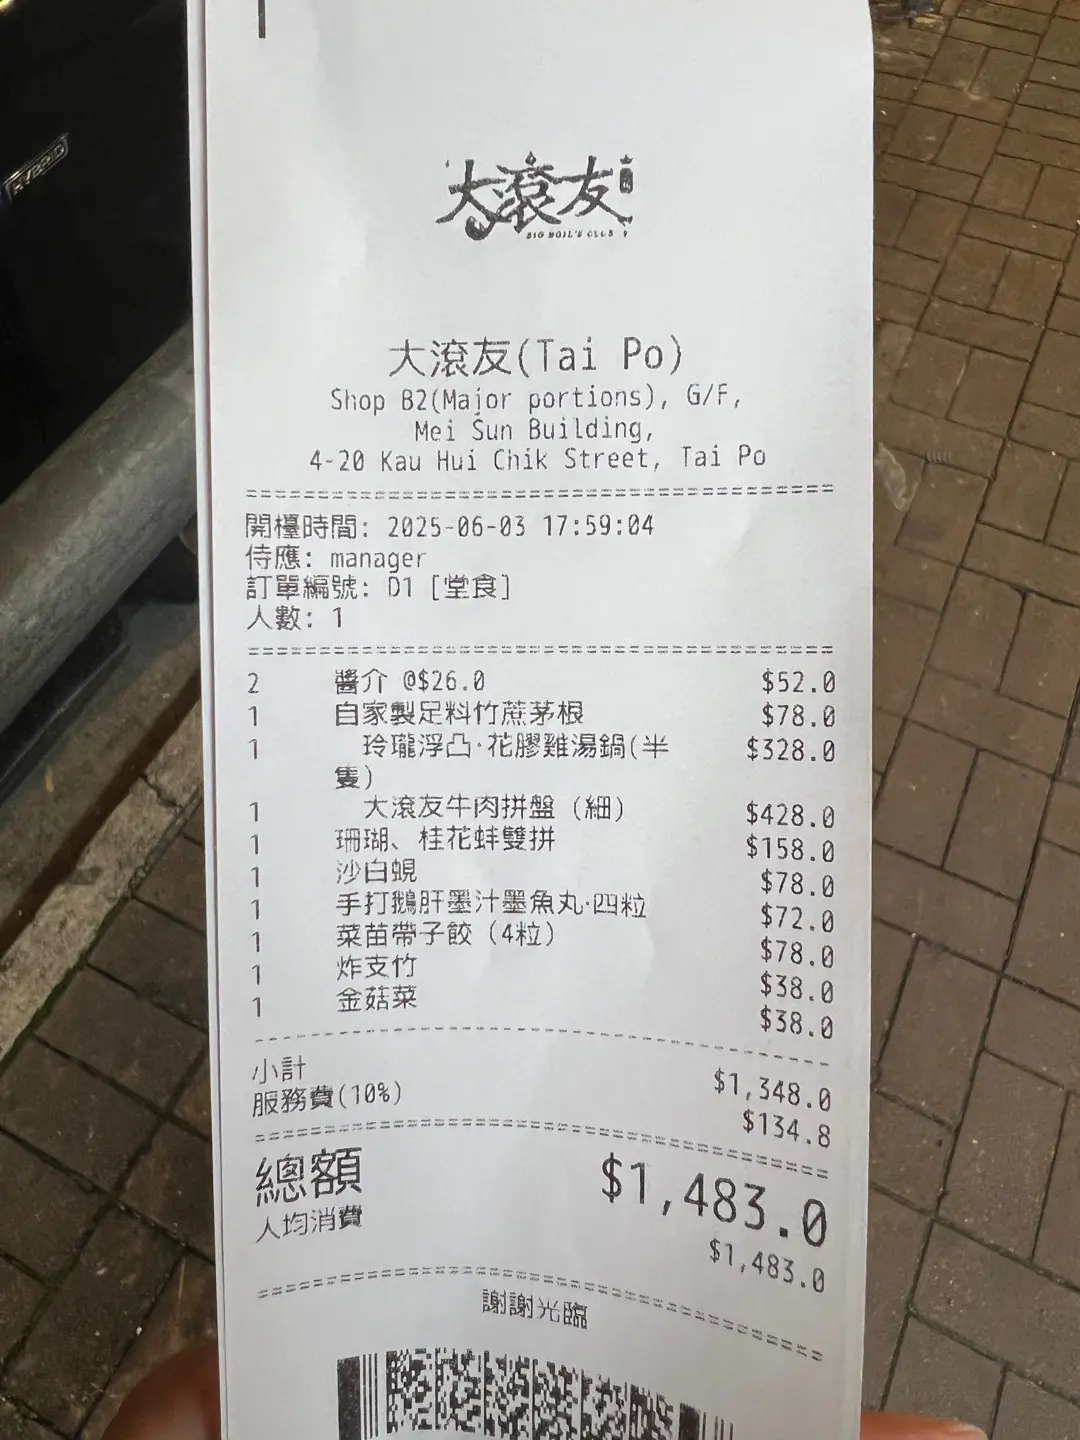 HYBRID
大滾友
BIG BOIL'S CLUB
大滾友(Tai Po)
Shop B2(Major portions), G/F,
Mei Sun Building,
4-20 Kau Hui Chik Street, Tai Po
開檯時間: 2025-06-03 17:59:04
侍應: manager
訂單編號: D1 [堂食]
人數: 1
2 醬介 @$26.0 $52.0
1 自家製足料竹蔗茅根 $78.0
1 玲瓏浮凸·花膠雞湯鍋(半 $328.0
隻)
1 大滾友牛肉拼盤 (細) $428.0
1 珊瑚、桂花蚌雙拼 $158.0
1 沙白蜆 $78.0
1 手打鵝肝墨汁墨魚丸·四粒 $72.0
1 菜苗帶子餃 (4粒) $78.0
1 炸支竹 $38.0
1 金菇菜 $38.0
小計 $1,348.0
服務費(10%) $134.8
總額 $1,483.0
人均消費 $1,483.0
謝謝光臨